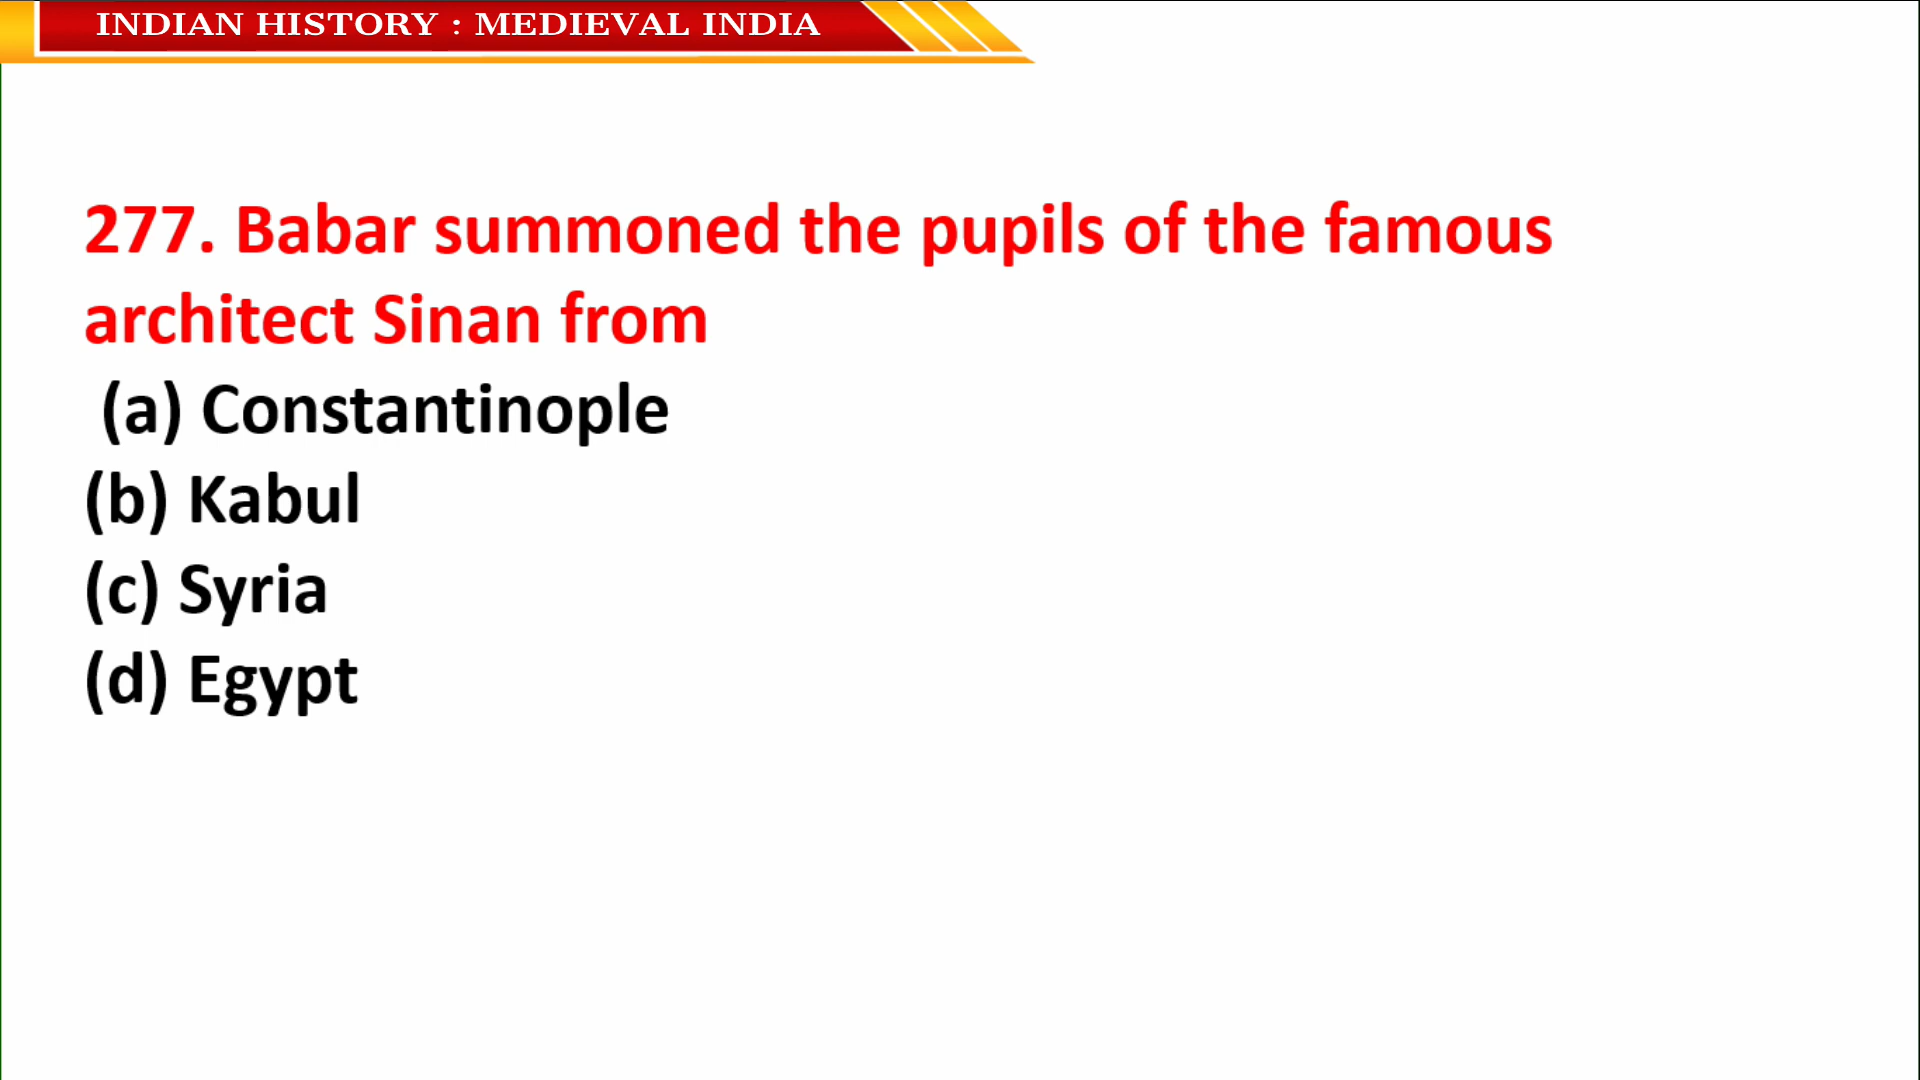 INDIAN HISTORY : MEDIEVAL INDIA
277. Babar summoned the pupils of the famous
architect Sinan from
(a) Constantinople
(b) Kabul
(c) Syria
(d) Egypt